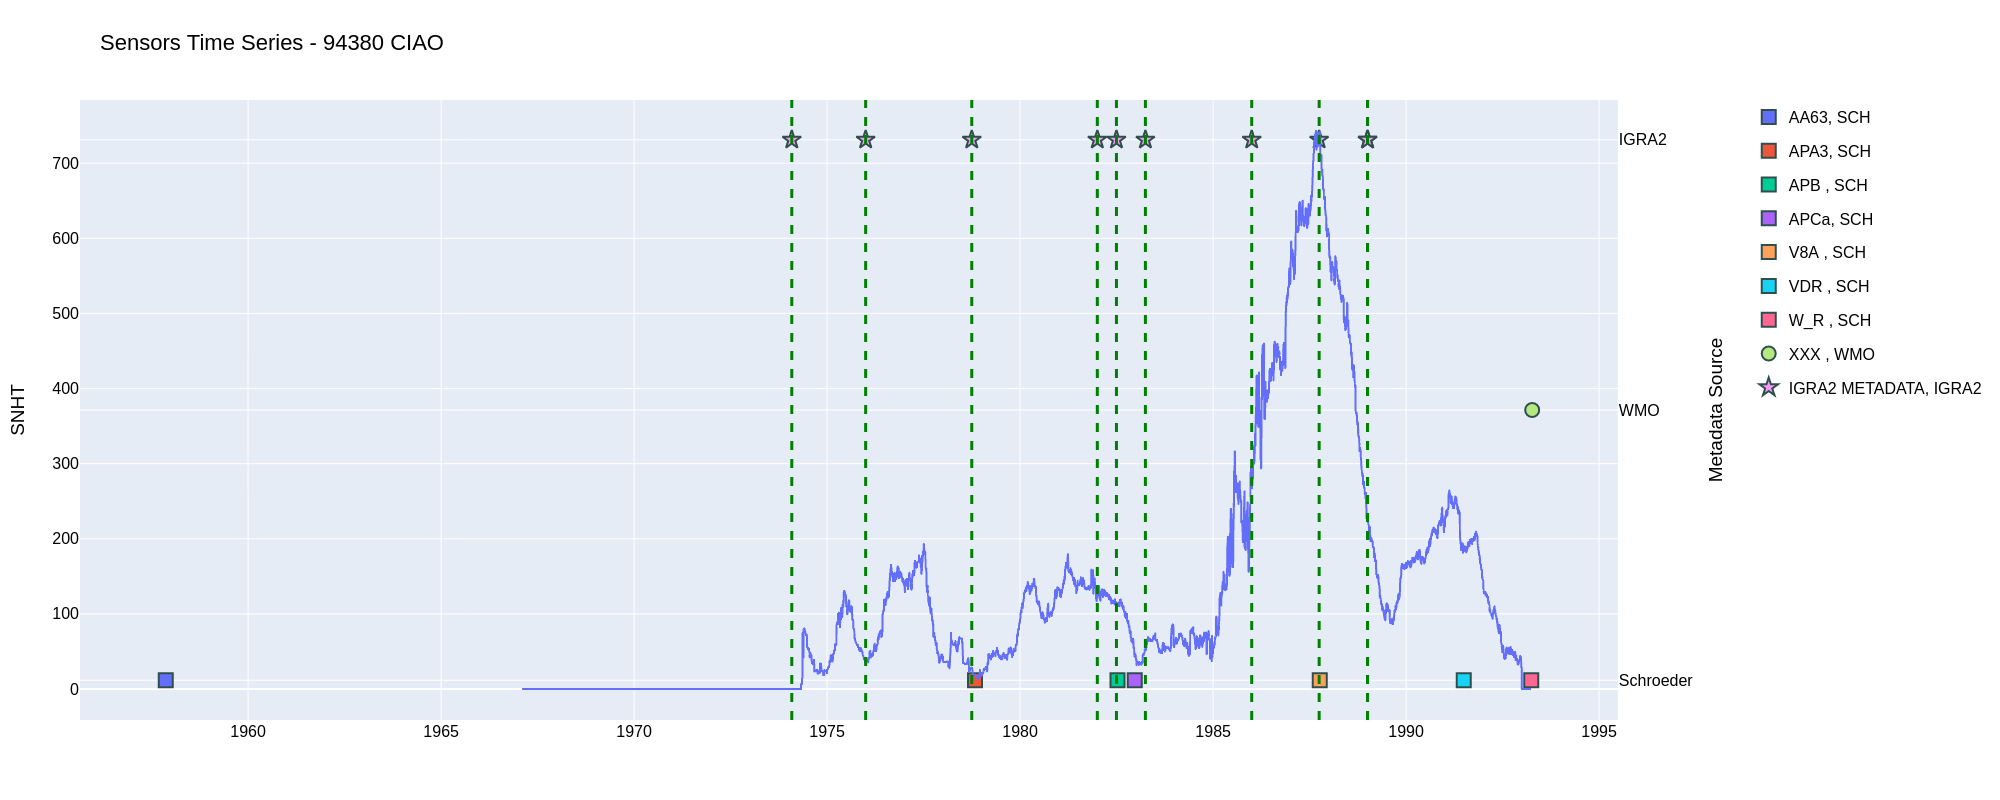 Sensors Time Series - 94380 CIAO
SNHT
700
600
500
400
300
200
100
0
1960
1965
1970
1975
1980
1985
1990
1995
IGRA2
WMO
Schroeder
Metadata Source
AA63, SCH
APA3, SCH
APB , SCH
APCa, SCH
V8A , SCH
VDR , SCH
W_R , SCH
XXX , WMO
IGRA2 METADATA, IGRA2